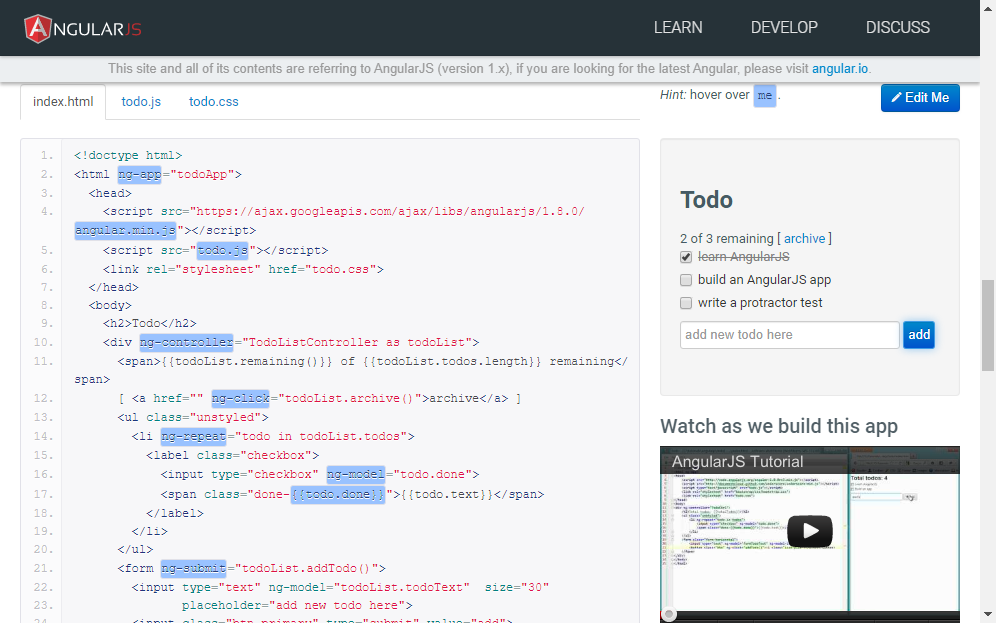 ANGULARJS
LEARN DEVELOP DISCUSS
This site and all of its contents are referring to AngularJS (version 1.x), if you are looking for the latest Angular, please visit angular.io.
index.html todo.js todo.css
1. <!doctype html>
2. <html ng-app="todoApp">
3. <head>
4. <script src="https://ajax.googleapis.com/ajax/libs/angularjs/1.8.0/
angular.min.js"></script>
5. <script src="todo.js"></script>
6. <link rel="stylesheet" href="todo.css">
7. </head>
8. <body>
9. <h2>Todo</h2>
10. <div ng-controller="TodoListController as todoList">
11. <span>{{todoList.remaining()}} of {{todoList.todos.length}} remaining</
span>
12. [ <a href="" ng-click="todoList.archive()">archive</a> ]
13. <ul class="unstyled">
14. <li ng-repeat="todo in todoList.todos">
15. <label class="checkbox">
16. <input type="checkbox" ng-model="todo.done">
17. <span class="done-{{todo.done}}">{{todo.text}}</span>
18. </label>
19. </li>
20. </ul>
21. <form ng-submit="todoList.addTodo()">
22. <input type="text" ng-model="todoList.todoText" size="30"
23. placeholder="add new todo here">
24. <input class="btn-primary" type="submit" value="add">
Hint: hover over me .
Edit Me
Todo
2 of 3 remaining [ archive ]
learn AngularJS
build an AngularJS app
write a protractor test
add new todo here add
Watch as we build this app
AngularJS Tutorial
Total todos: 4